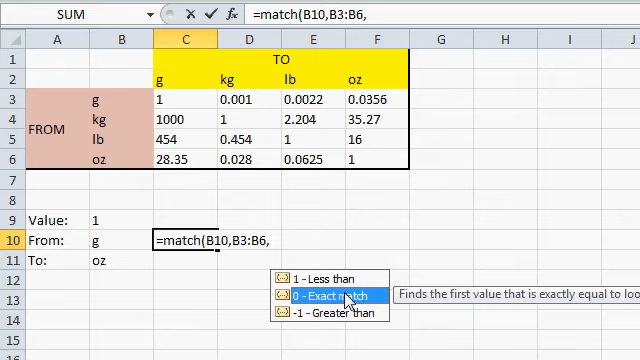 SUM =match(B10,B3:B6,
A B C D E F G H I J
1 TO
2 g kg lb oz
3 g 1 0.001 0.0022 0.0356
4 FROM kg 1000 1 2.204 35.27
5 lb 454 0.454 1 16
6 oz 28.35 0.028 0.0625 1
7
8
9 Value: 1
10 From: g =match(B10,B3:B6,
11 To: oz
12 1 - Less than
13 0 - Exact match Finds the first value that is exactly equal to loo
14 -1 - Greater than
15
16